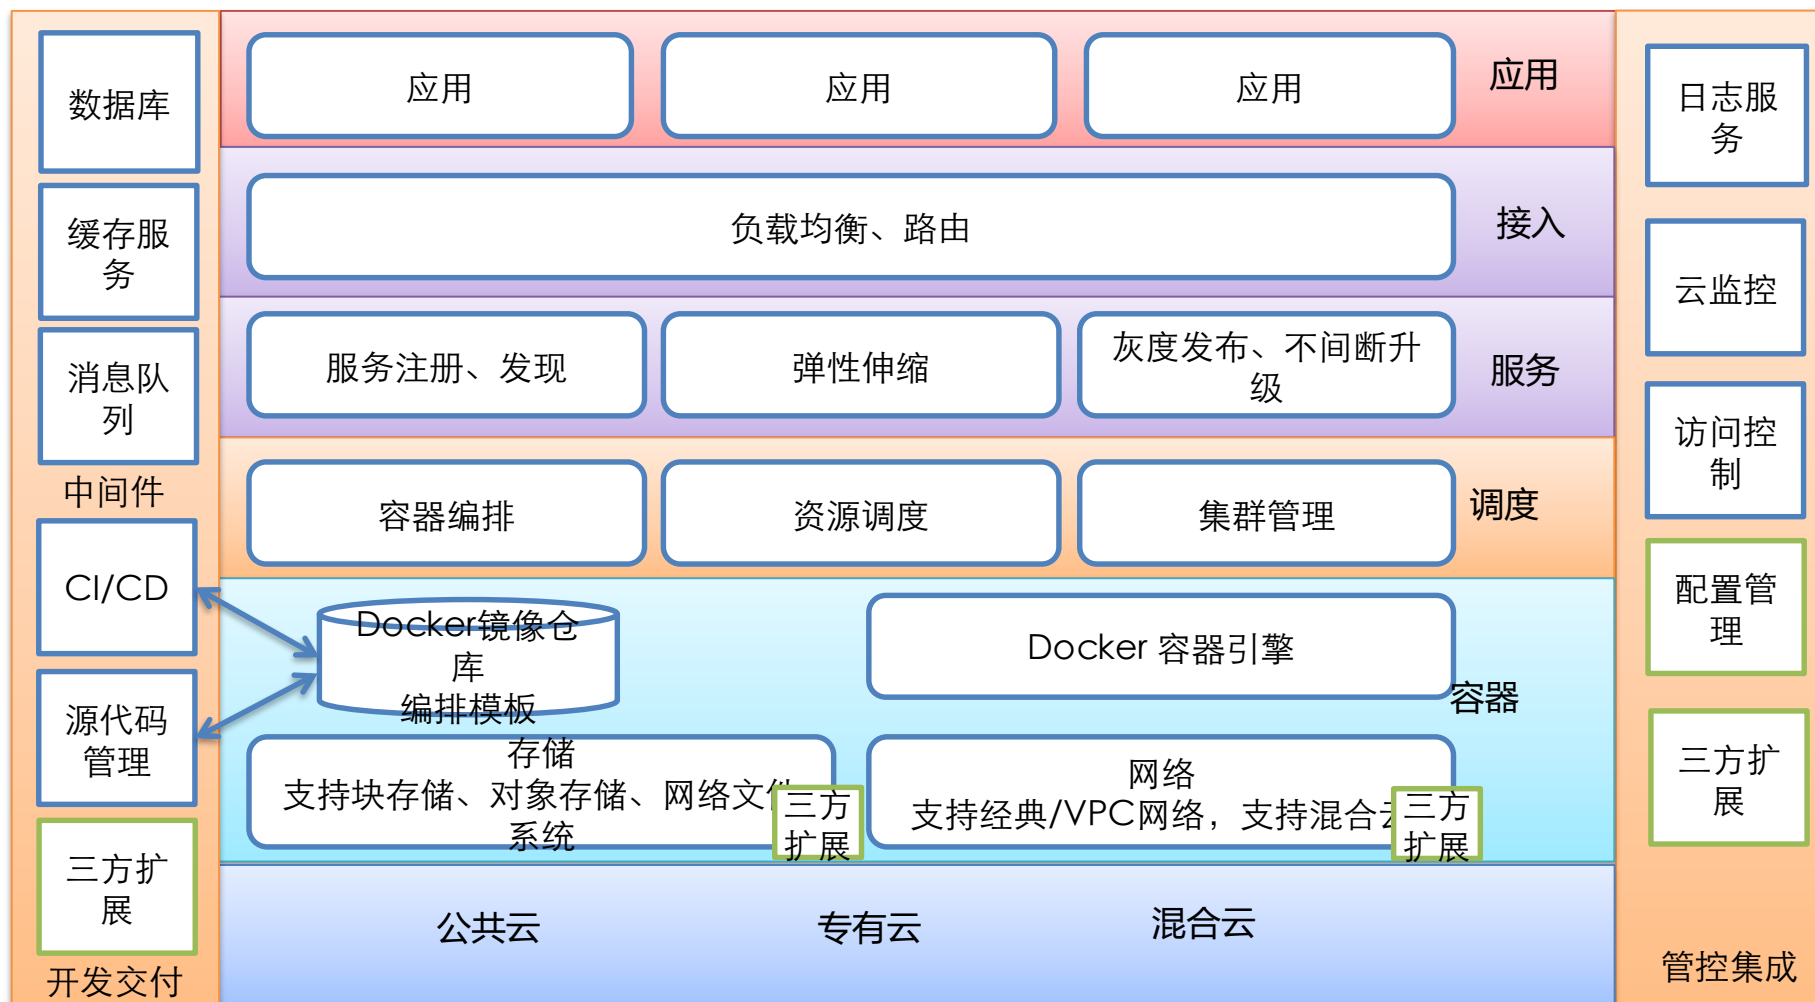 数据库
缓存服
务
消息队
列
中间件
CI/CD
源代码
管理
三方扩
展
开发交付
应用
应用
应用
应用
负载均衡、路由
接入
服务注册、发现
弹性伸缩
灰度发布、不间断升
级
服务
容器编排
资源调度
集群管理
调度
Docker镜像仓
库
编排模板
Docker 容器引擎
容器
存储
支持块存储、对象存储、网络文件
系统
三方
扩展
网络
支持经典/VPC网络，支持混合云
三方
扩展
公共云
专有云
混合云
日志服
务
云监控
访问控
制
配置管
理
三方扩
展
管控集成